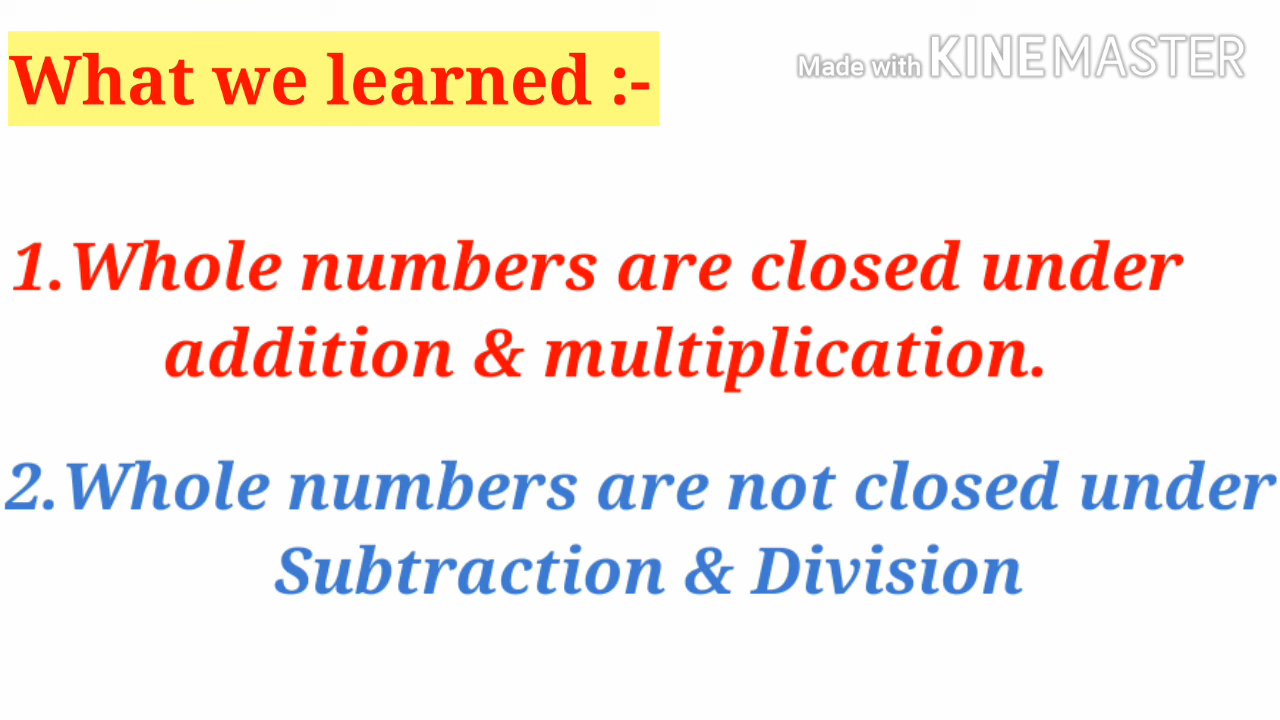 What we learned :-
Made with KINEMASTER
1.Whole numbers are closed under
addition & multiplication.
2.Whole numbers are not closed under
Subtraction & Division